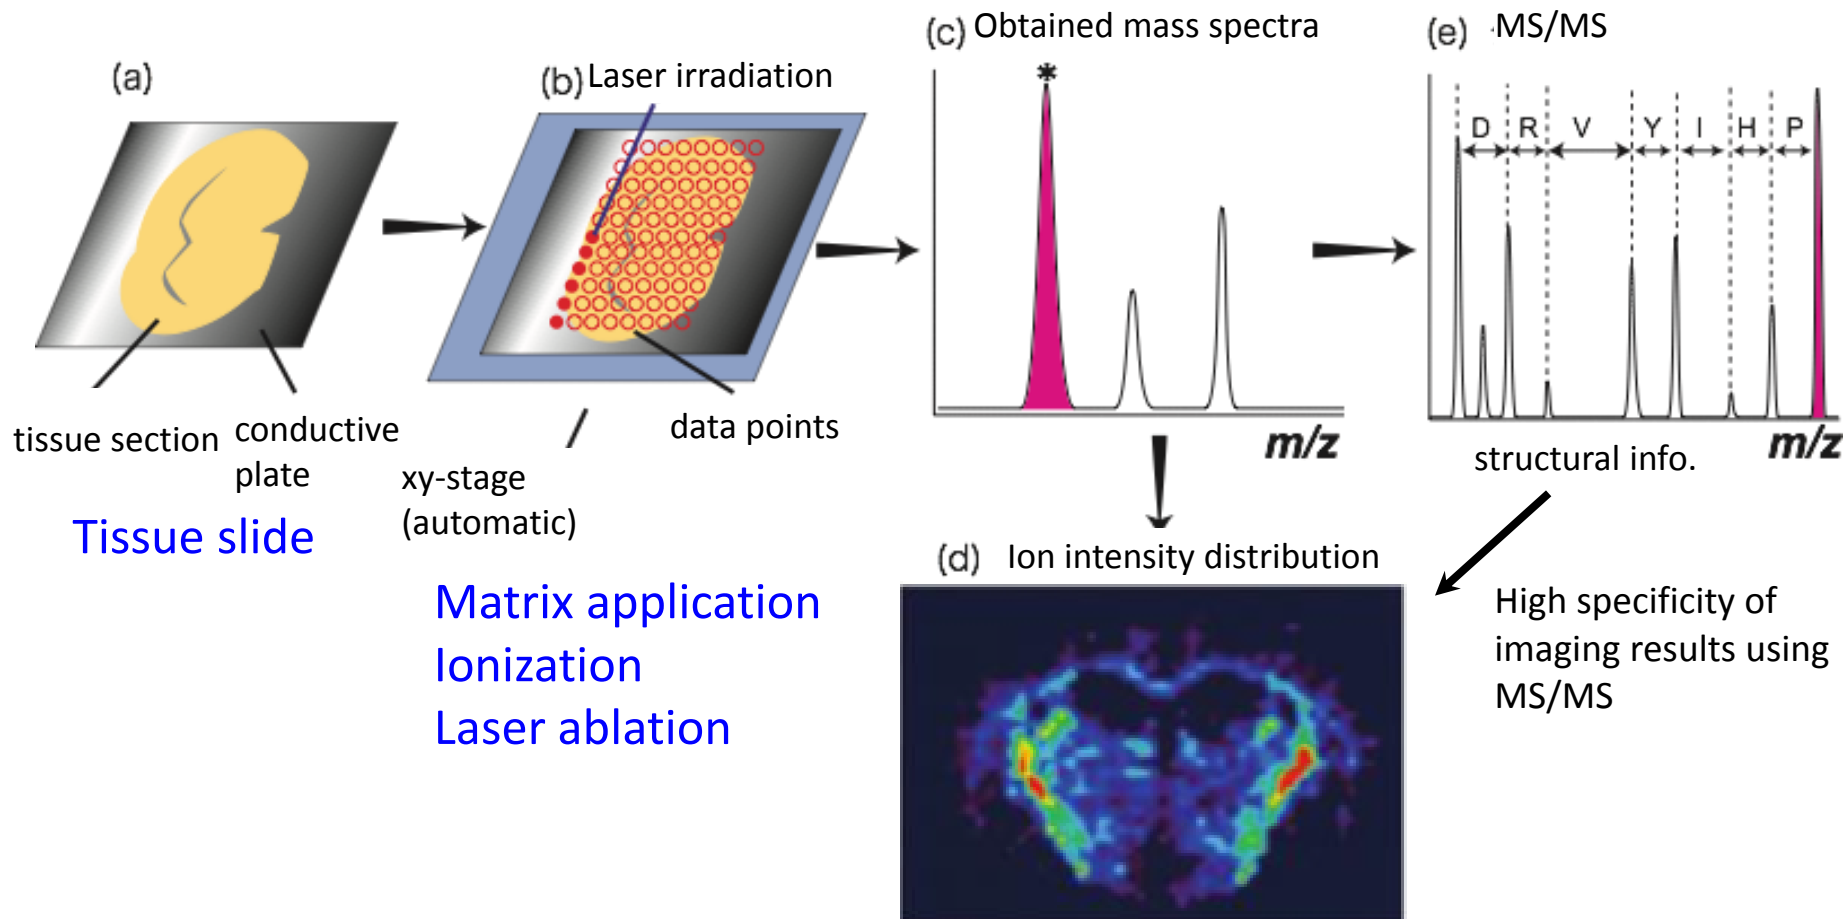 (a)
tissue section
conductive
plate
Tissue slide
(b) Laser irradiation
data points
xy-stage
(automatic)
Matrix application
Ionization
Laser ablation
(c) Obtained mass spectra
*
m/z
(d) Ion intensity distribution
(e) MS/MS
D R V Y I H P
m/z
structural info.
High specificity of
imaging results using
MS/MS